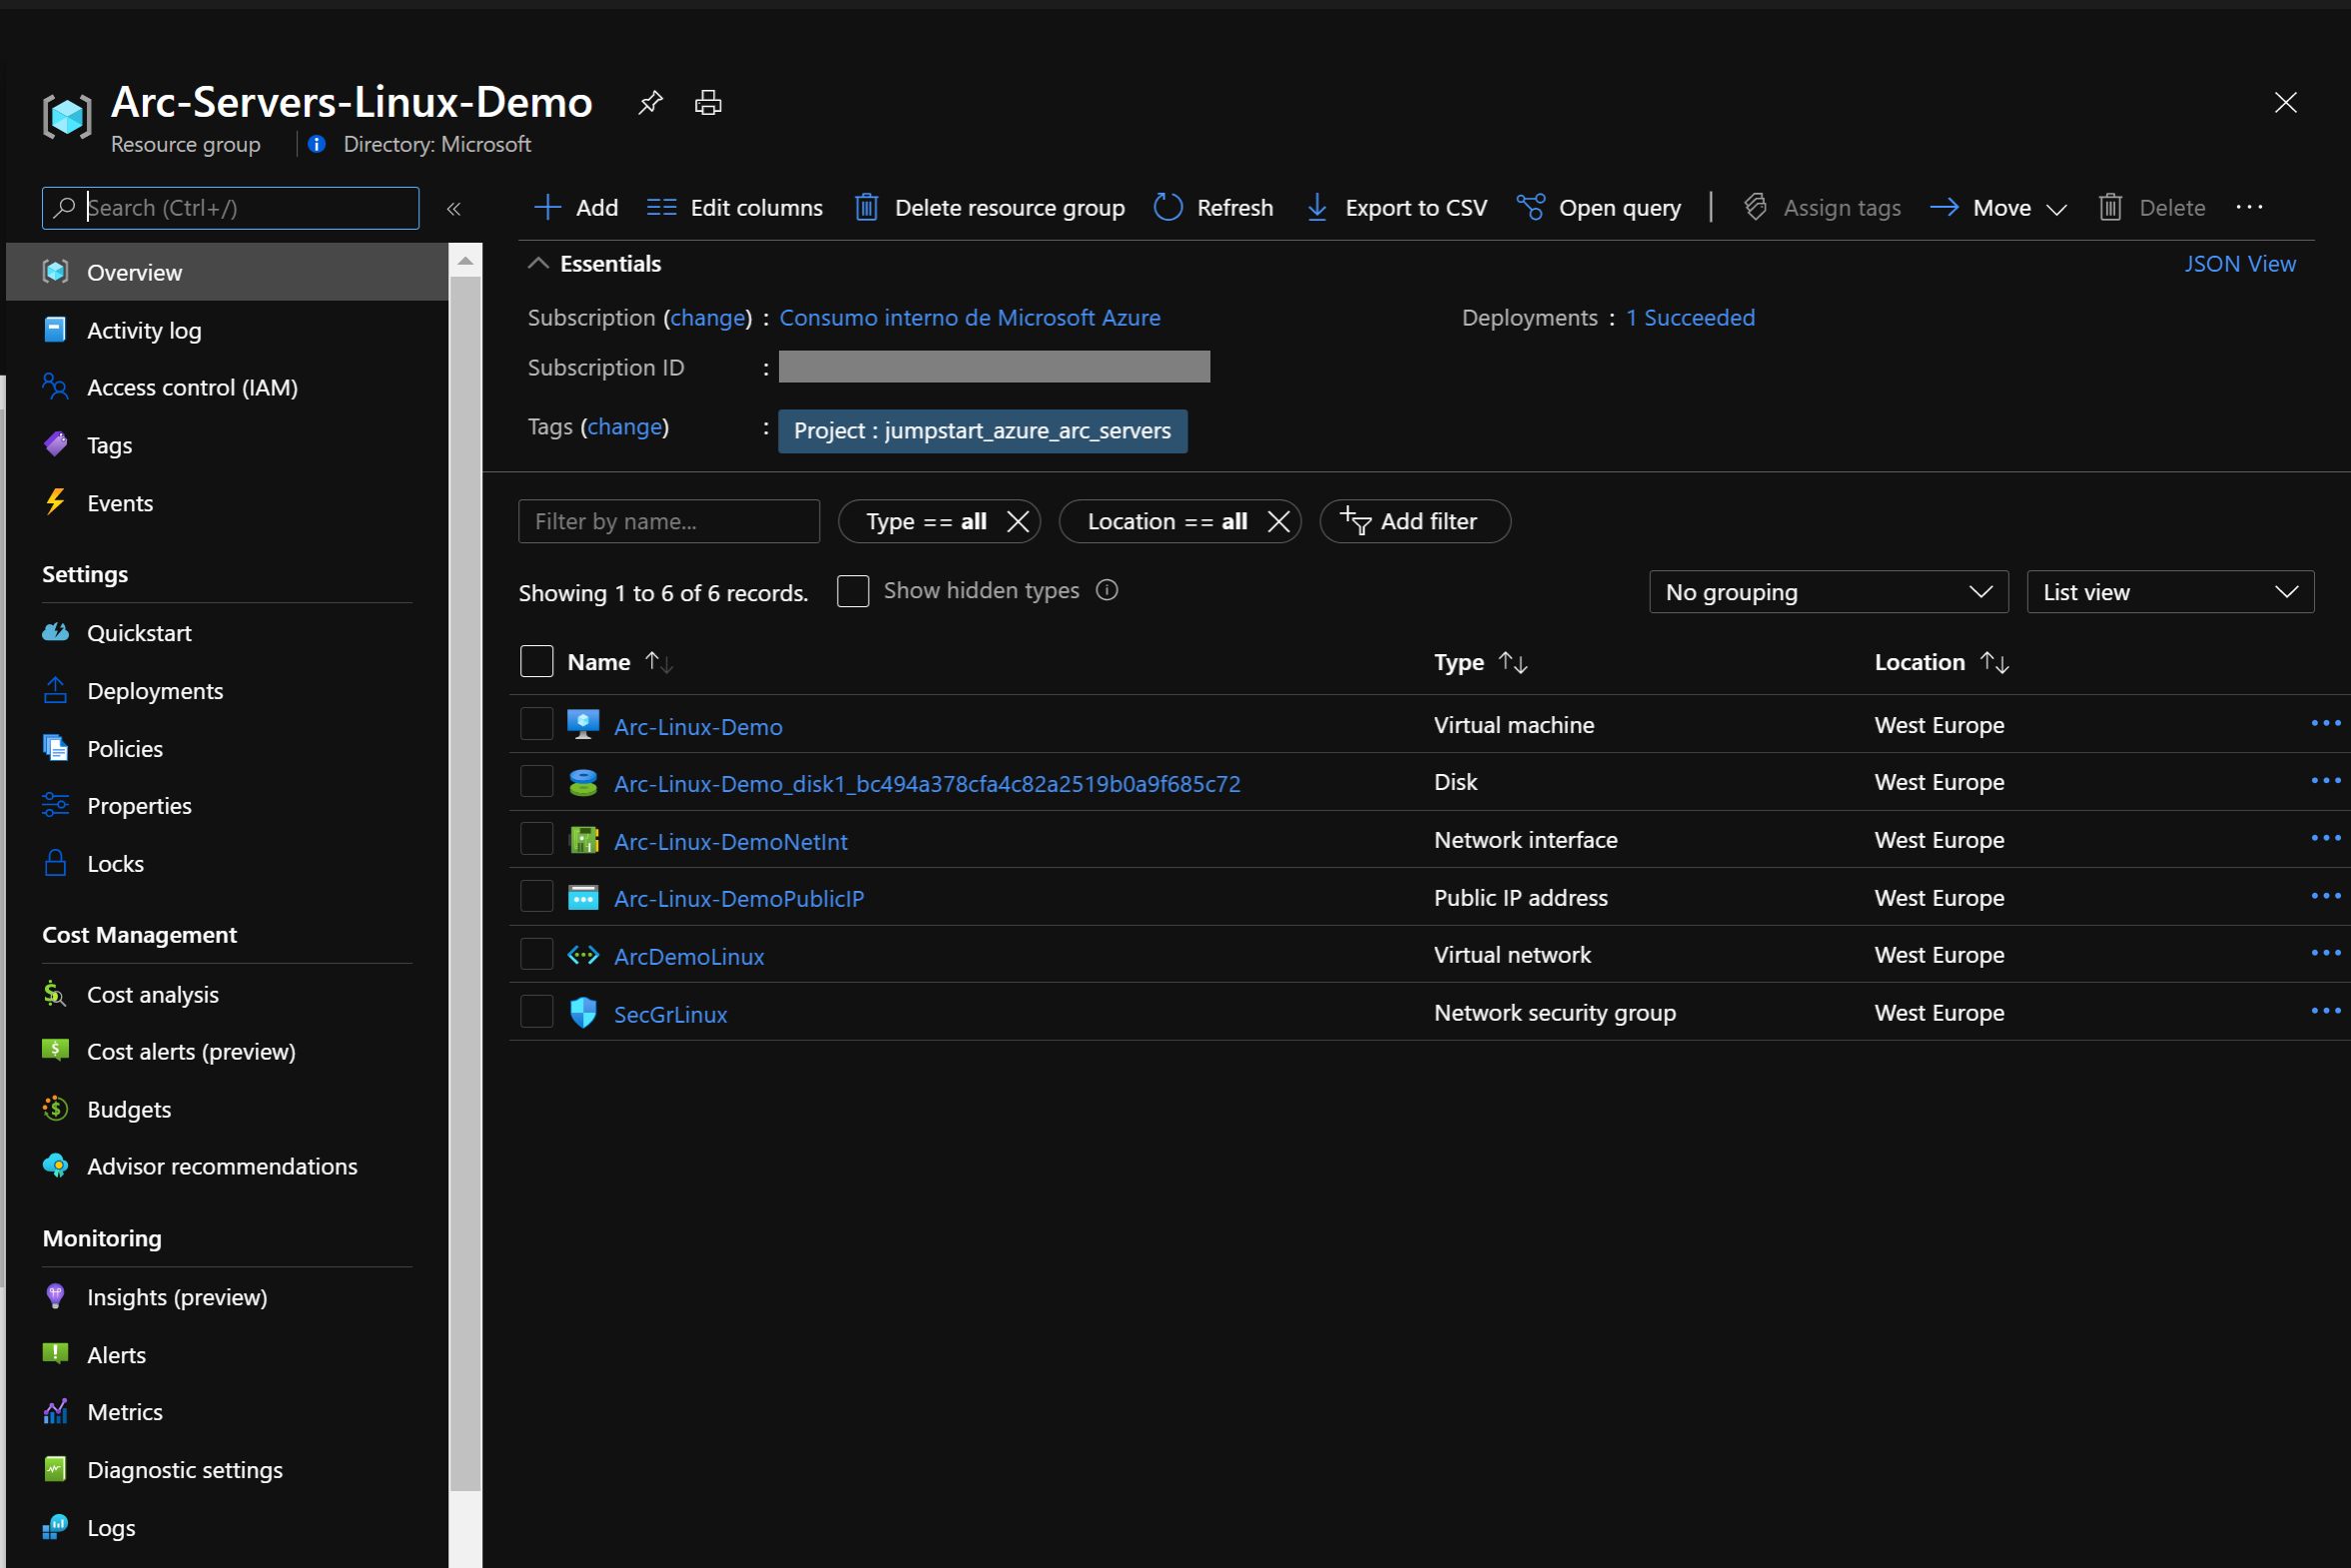 Arc-Servers-Linux-Demo
Resource group
Directory: Microsoft
Search (Ctrl+/)
«
Add
Edit columns
Delete resource group
Refresh
Export to CSV
Open query
Assign tags
Move
Delete
Overview
Activity log
Access control (IAM)
Tags
Events
Settings
Quickstart
Deployments
Policies
Properties
Locks
Cost Management
Cost analysis
Cost alerts (preview)
Budgets
Advisor recommendations
Monitoring
Insights (preview)
Alerts
Metrics
Diagnostic settings
Logs
Essentials
JSON View
Subscription (change) : Consumo interno de Microsoft Azure
Deployments : 1 Succeeded
Subscription ID :
Tags (change) : Project : jumpstart_azure_arc_servers
Filter by name...
Type == all
Location == all
Add filter
Showing 1 to 6 of 6 records.
Show hidden types
No grouping
List view
Name Type Location
Arc-Linux-Demo Virtual machine West Europe
Arc-Linux-Demo_disk1_bc494a378cfa4c82a2519b0a9f685c72 Disk West Europe
Arc-Linux-DemoNetInt Network interface West Europe
Arc-Linux-DemoPublicIP Public IP address West Europe
ArcDemoLinux Virtual network West Europe
SecGrLinux Network security group West Europe